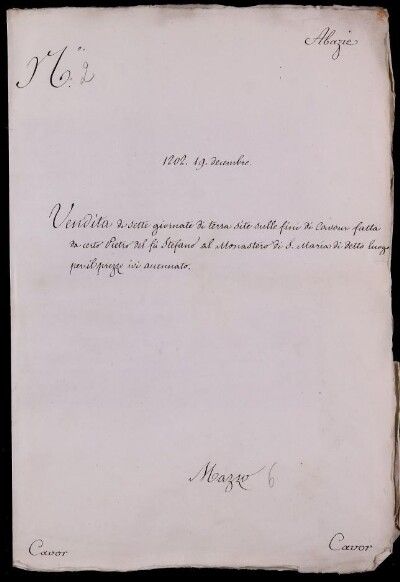 Abazie
N.º 2
1202. 19. decembre.
Vendita di sette giornate di terra site sulle fini di Cavour fatta
da certo Pietro del fù Stefano al Monastero di S. Maria di detto luogo
per il prezzo ivi accennato.
Mazzo 6
Cavor
Cavor